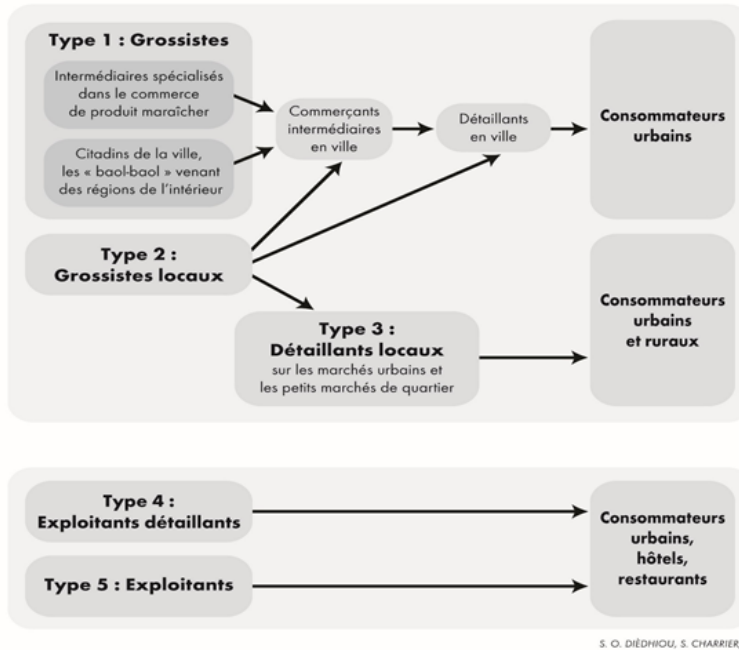 Type 1 : Grossistes
Intermédiaires spécialisés
dans le commerce
de produit maraîcher
Citadins de la ville,
les « baol-baol » venant
des régions de l'intérieur
Commerçants
intermédiaires
en ville
Détaillants
en ville
Consommateurs
urbains
Type 2 :
Grossistes locaux
Type 3 :
Détaillants locaux
sur les marchés urbains et
les petits marchés de quartier
Consommateurs
urbains
et ruraux
Type 4 :
Exploitants détaillants
Type 5 : Exploitants
Consommateurs
urbains,
hôtels,
restaurants
S. O. DIÈDHIOU, S. CHARRIER